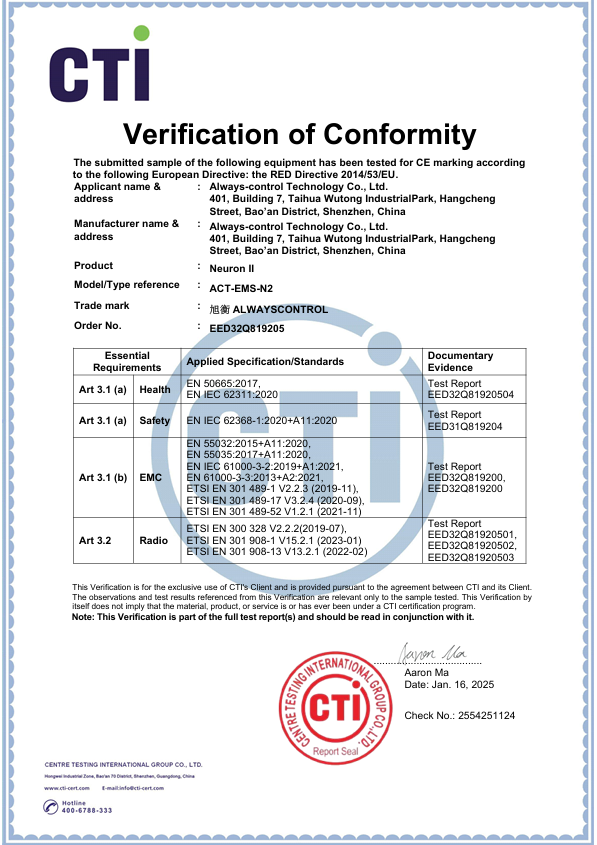 CTI
Verification of Conformity
The submitted sample of the following equipment has been tested for CE marking according
to the following European Directive: the RED Directive 2014/53/EU.
Applicant name & address : Always-control Technology Co., Ltd.
401, Building 7, Taihua Wutong IndustrialPark, Hangcheng
Street, Bao'an District, Shenzhen, China
Manufacturer name & address : Always-control Technology Co., Ltd.
401, Building 7, Taihua Wutong IndustrialPark, Hangcheng
Street, Bao'an District, Shenzhen, China
Product : Neuron II
Model/Type reference : ACT-EMS-N2
Trade mark : 旭衡 ALWAYSCONTROL
Order No. : EED32Q819205
Essential Requirements Applied Specification/Standards Documentary Evidence
Art 3.1 (a) Health EN 50665:2017,
EN IEC 62311:2020
Test Report
EED32Q81920504
Art 3.1 (a) Safety EN IEC 62368-1:2020+A11:2020
Test Report
EED31Q819204
Art 3.1 (b) EMC
EN 55032:2015+A11:2020,
EN 55035:2017+A11:2020,
EN IEC 61000-3-2:2019+A1:2021,
EN 61000-3-3:2013+A2:2021,
ETSI EN 301 489-1 V2.2.3 (2019-11),
ETSI EN 301 489-17 V3.2.4 (2020-09),
ETSI EN 301 489-52 V1.2.1 (2021-11)
Test Report
EED32Q819200,
EED32Q819200
Art 3.2 Radio
ETSI EN 300 328 V2.2.2(2019-07),
ETSI EN 301 908-1 V15.2.1 (2023-01)
ETSI EN 301 908-13 V13.2.1 (2022-02)
Test Report
EED32Q81920501,
EED32Q81920502,
EED32Q81920503
This Verification is for the exclusive use of CTI's Client and is provided pursuant to the agreement between CTI and its Client.
The observations and test results referenced from this Verification are relevant only to the sample tested. This Verification by
itself does not imply that the material, product, or service is or has ever been under a CTI certification program.
Note: This Verification is part of the full test report(s) and should be read in conjunction with it.
Aaron Ma
Aaron Ma
Date: Jan. 16, 2025
Check No.: 2554251124
CENTRE TESTING INTERNATIONAL GROUP CO.,LTD.
CTI
Report Seal
CENTRE TESTING INTERNATIONAL GROUP CO., LTD.
Hongwei Industrial Zone, Bao'an 70 District, Shenzhen, Guangdong, China
www.cti-cert.com E-mail:info@cti-cert.com
Hotline
400-6788-333